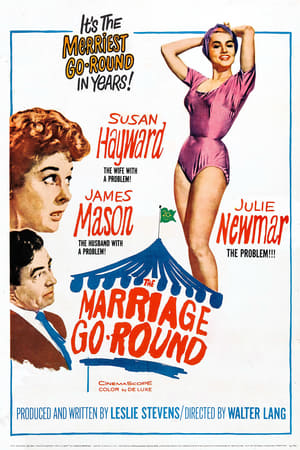 IT'S THE
MERRIEST
GO-ROUND
IN YEARS!
SUSAN
HAYWARD
THE WIFE WITH
A PROBLEM!
JAMES
MASON
THE HUSBAND WITH
A PROBLEM!
JULIE
NEWMAR
THE PROBLEM!!!
THE
MARRIAGE
GO-ROUND
CINEMASCOPE
COLOR by DE LUXE
PRODUCED AND WRITTEN BY LESLIE STEVENS/DIRECTED BY WALTER LANG